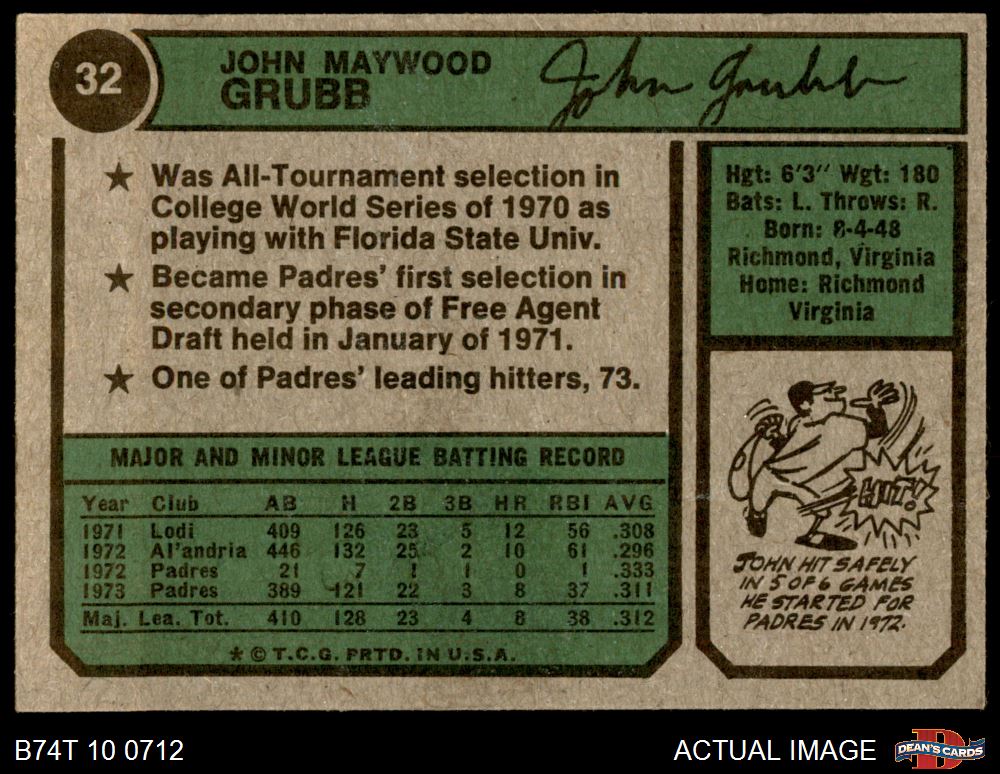 32
JOHN MAYWOOD
GRUBB
John Grubb
★ Was All-Tournament selection in
College World Series of 1970 as
playing with Florida State Univ.
★ Became Padres' first selection in
secondary phase of Free Agent
Draft held in January of 1971.
★ One of Padres' leading hitters, 73.
Hgt: 6'3" Wgt: 180
Bats: L. Throws: R.
Born: 8-4-48
Richmond, Virginia
Home: Richmond
Virginia
MAJOR AND MINOR LEAGUE BATTING RECORD
Year Club AB H 2B 3B HR RBI AVG
1971 Lodi 409 126 23 5 12 56 .308
1972 Al'andria 446 132 25 2 10 61 .296
1972 Padres 21 7 1 1 0 1 .333
1973 Padres 389 121 22 3 8 37 .311
Maj. Lea. Tot. 410 128 23 4 8 38 .312
★ © T.C.G. PRTD. IN U.S.A.
HIT!
JOHN HIT SAFELY
IN 5 OF 6 GAMES
HE STARTED FOR
PADRES IN 1972.
B74T 10 0712
ACTUAL IMAGE
D
DEAN'S CARDS